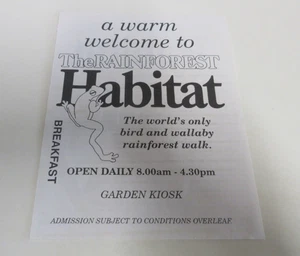 a warm
welcome to
The RAINFOREST
Habitat
The world's only
bird and wallaby
rainforest walk.
BREAKFAST
OPEN DAILY 8.00am - 4.30pm
GARDEN KIOSK
ADMISSION SUBJECT TO CONDITIONS OVERLEAF.